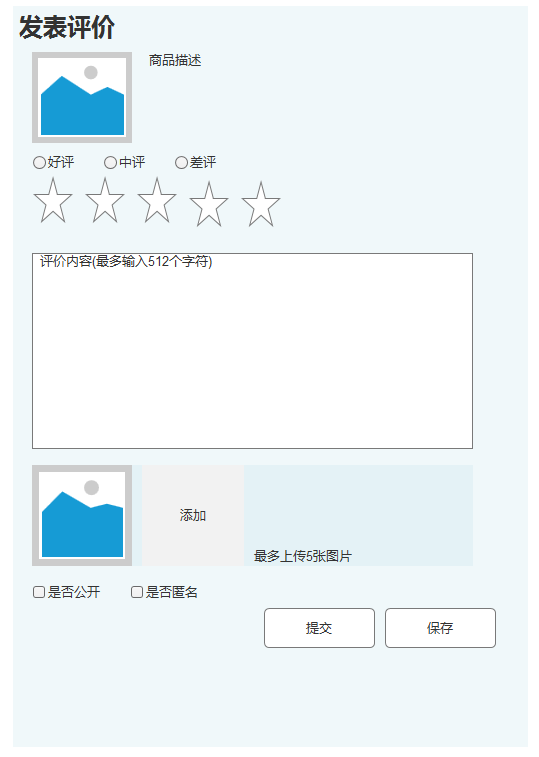 发表评价
商品描述
好评 中评 差评
评价内容(最多输入512个字符)
添加
最多上传5张图片
是否公开 是否匿名
提交 保存